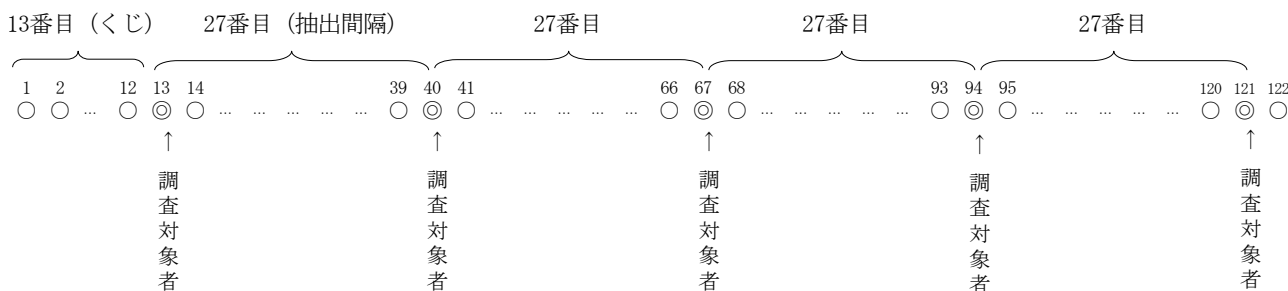 13番目（くじ） 27番目（抽出間隔） 27番目 27番目 27番目
1 2 12 13 14 39 40 41 66 67 68 93 94 95 120 121 122
○ ○ … ○ ◎ ○ … … … … … ○ ◎ ○ … … … … … ○ ◎ ○ … … … … … ○ ◎ ○ … … … … … ○ ◎ ○
↑ ↑ ↑ ↑ ↑
調査対象者
調査対象者
調査対象者
調査対象者
調査対象者